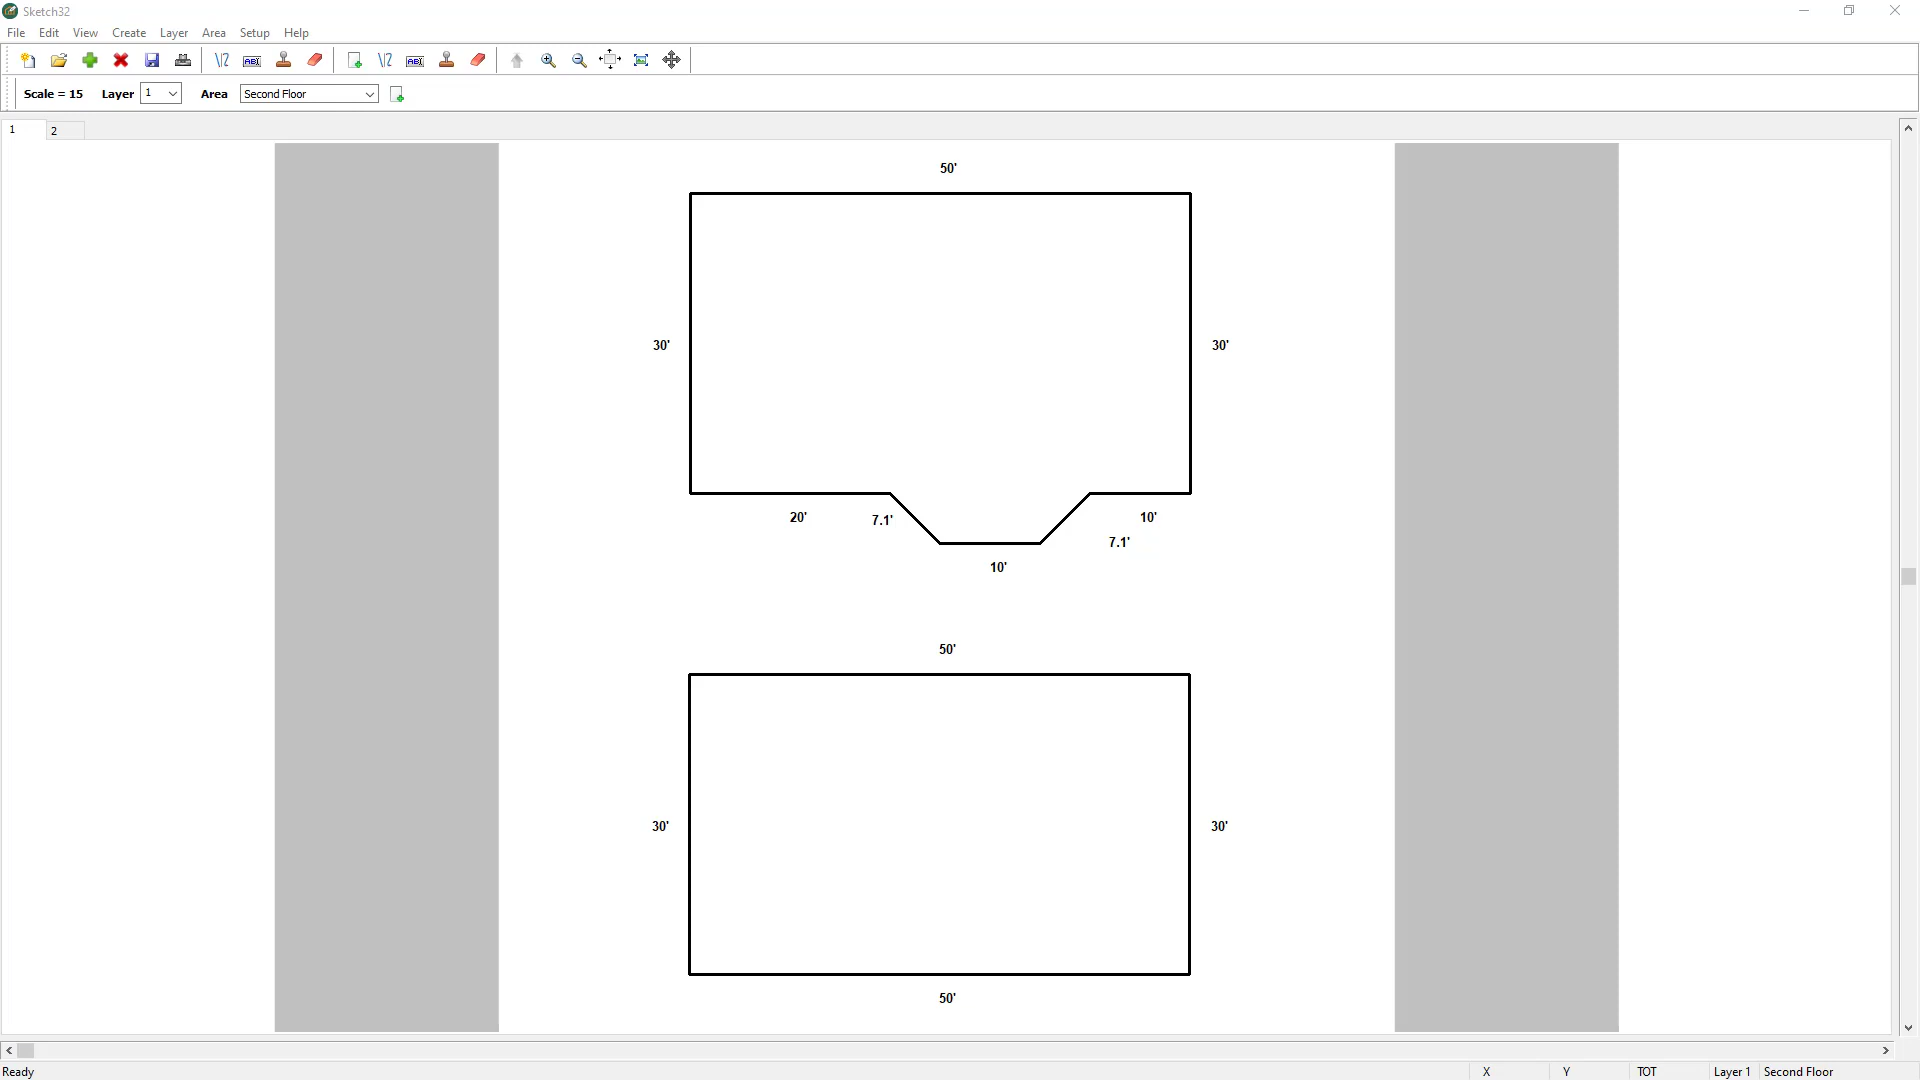 Sketch32
File Edit View Create Layer Area Setup Help
Scale = 15 Layer 1 Area Second Floor
1 2
50'
30' 30'
20' 7.1' 10'
7.1'
10'
50'
30' 30'
50'
Ready X Y TOT Layer 1 Second Floor